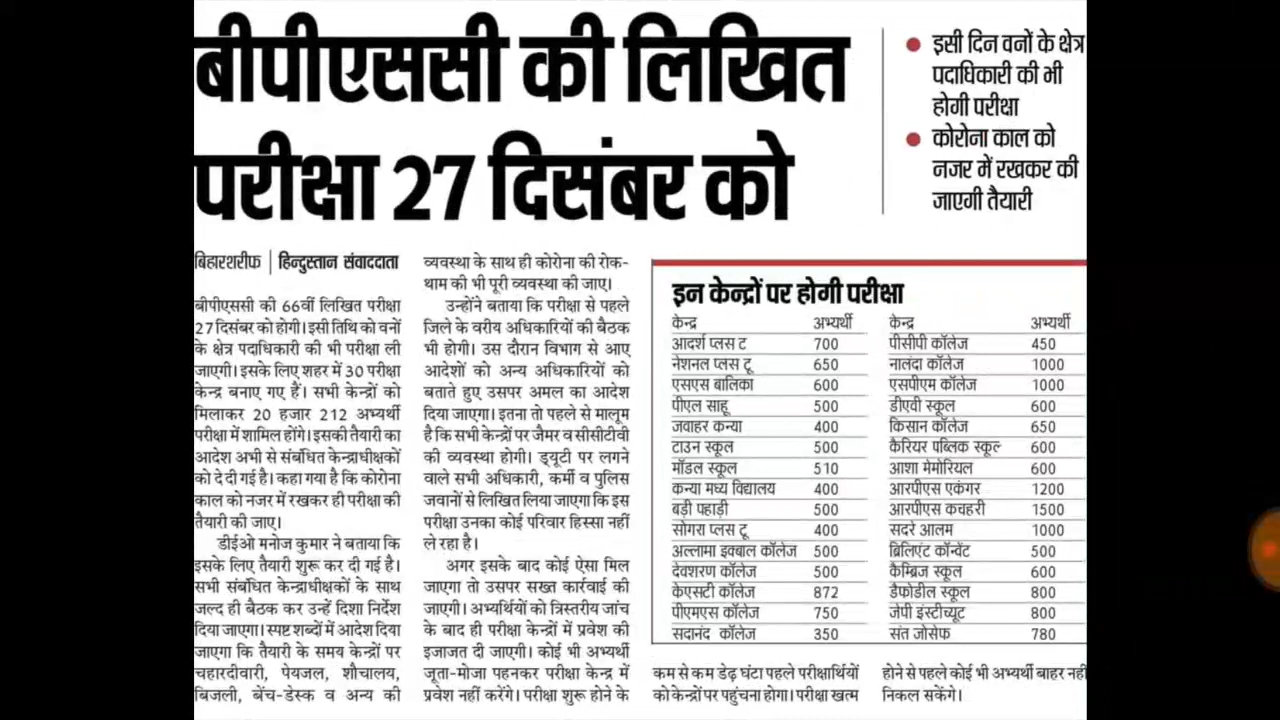 बीपीएससी की लिखित
परीक्षा 27 दिसंबर को
इसी दिन वनों के क्षेत्र
पदाधिकारी की भी
होगी परीक्षा
कोरोना काल को
नजर में रखकर की
जाएगी तैयारी
बिहारशरीफ | हिन्दुस्तान संवाददाता
बीपीएससी की 66वीं लिखित परीक्षा
27 दिसंबर को होगी। इसी तिथि को वनों
के क्षेत्र पदाधिकारी की भी परीक्षा ली
जाएगी। इसके लिए शहर में 30 परीक्षा
केन्द्र बनाए गए हैं। सभी केन्द्रों को
मिलाकर 20 हजार 212 अभ्यर्थी
परीक्षा में शामिल होंगे। इसकी तैयारी का
आदेश अभी से संबंधित केन्द्राधीक्षकों
को दे दी गई है। कहा गया है कि कोरोना
काल को नजर में रखकर ही परीक्षा की
तैयारी की जाए।
डीईओ मनोज कुमार ने बताया कि
इसके लिए तैयारी शुरू कर दी गई है।
सभी संबंधित केन्द्राधीक्षकों के साथ
जल्द ही बैठक कर उन्हें दिशा निर्देश
दिया जाएगा। स्पष्ट शब्दों में आदेश दिया
जाएगा कि तैयारी के समय केन्द्रों पर
चहारदीवारी, पेयजल, शौचालय,
बिजली, बेंच-डेस्क व अन्य की
व्यवस्था के साथ ही कोरोना की रोक-
थाम की भी पूरी व्यवस्था की जाए।
उन्होंने बताया कि परीक्षा से पहले
जिले के वरीय अधिकारियों की बैठक
भी होगी। उस दौरान विभाग से आए
आदेशों को अन्य अधिकारियों को
बताते हुए उसपर अमल का आदेश
दिया जाएगा। इतना तो पहले से मालूम
है कि सभी केन्द्रों पर जैमर व सीसीटीवी
की व्यवस्था होगी। ड्यूटी पर लगने
वाले सभी अधिकारी, कर्मी व पुलिस
जवानों से लिखित लिया जाएगा कि इस
परीक्षा उनका कोई परिवार हिस्सा नहीं
ले रहा है।
अगर इसके बाद कोई ऐसा मिल
जाएगा तो उसपर सख्त कार्रवाई की
जाएगी। अभ्यर्थियों को त्रिस्तरीय जांच
के बाद ही परीक्षा केन्द्रों में प्रवेश की
इजाजत दी जाएगी। कोई भी अभ्यर्थी
जूता-मोजा पहनकर परीक्षा केन्द्र में
प्रवेश नहीं करेंगे। परीक्षा शुरू होने के
इन केन्द्रों पर होगी परीक्षा
केन्द्र अभ्यर्थी केन्द्र अभ्यर्थी
आदर्श प्लस ट 700 पीसीपी कॉलेज 450
नेशनल प्लस टू 650 नालंदा कॉलेज 1000
एसएस बालिका 600 एसपीएम कॉलेज 1000
पीएल साहू 500 डीएवी स्कूल 600
जवाहर कन्या 400 किसान कॉलेज 650
टाउन स्कूल 500 कैरियर पब्लिक स्कूल 600
मॉडल स्कूल 510 आशा मेमोरियल 600
कन्या मध्य विद्यालय 400 आरपीएस एकंगर 1200
बड़ी पहाड़ी 500 आरपीएस कचहरी 1500
सोगरा प्लस टू 400 सदरे आलम 1000
अल्लामा इक्बाल कॉलेज 500 ब्रिलिएंट कॉन्वेंट 500
देवशरण कॉलेज 500 कैम्ब्रिज स्कूल 600
केएसटी कॉलेज 872 डैफोडील स्कूल 800
पीएमएस कॉलेज 750 जेपी इंस्टीच्यूट 800
सदानंद कॉलेज 350 संत जोसेफ 780
कम से कम डेढ़ घंटा पहले परीक्षार्थियों
को केन्द्रों पर पहुंचना होगा। परीक्षा खत्म
होने से पहले कोई भी अभ्यर्थी बाहर नहीं
निकल सकेंगे।